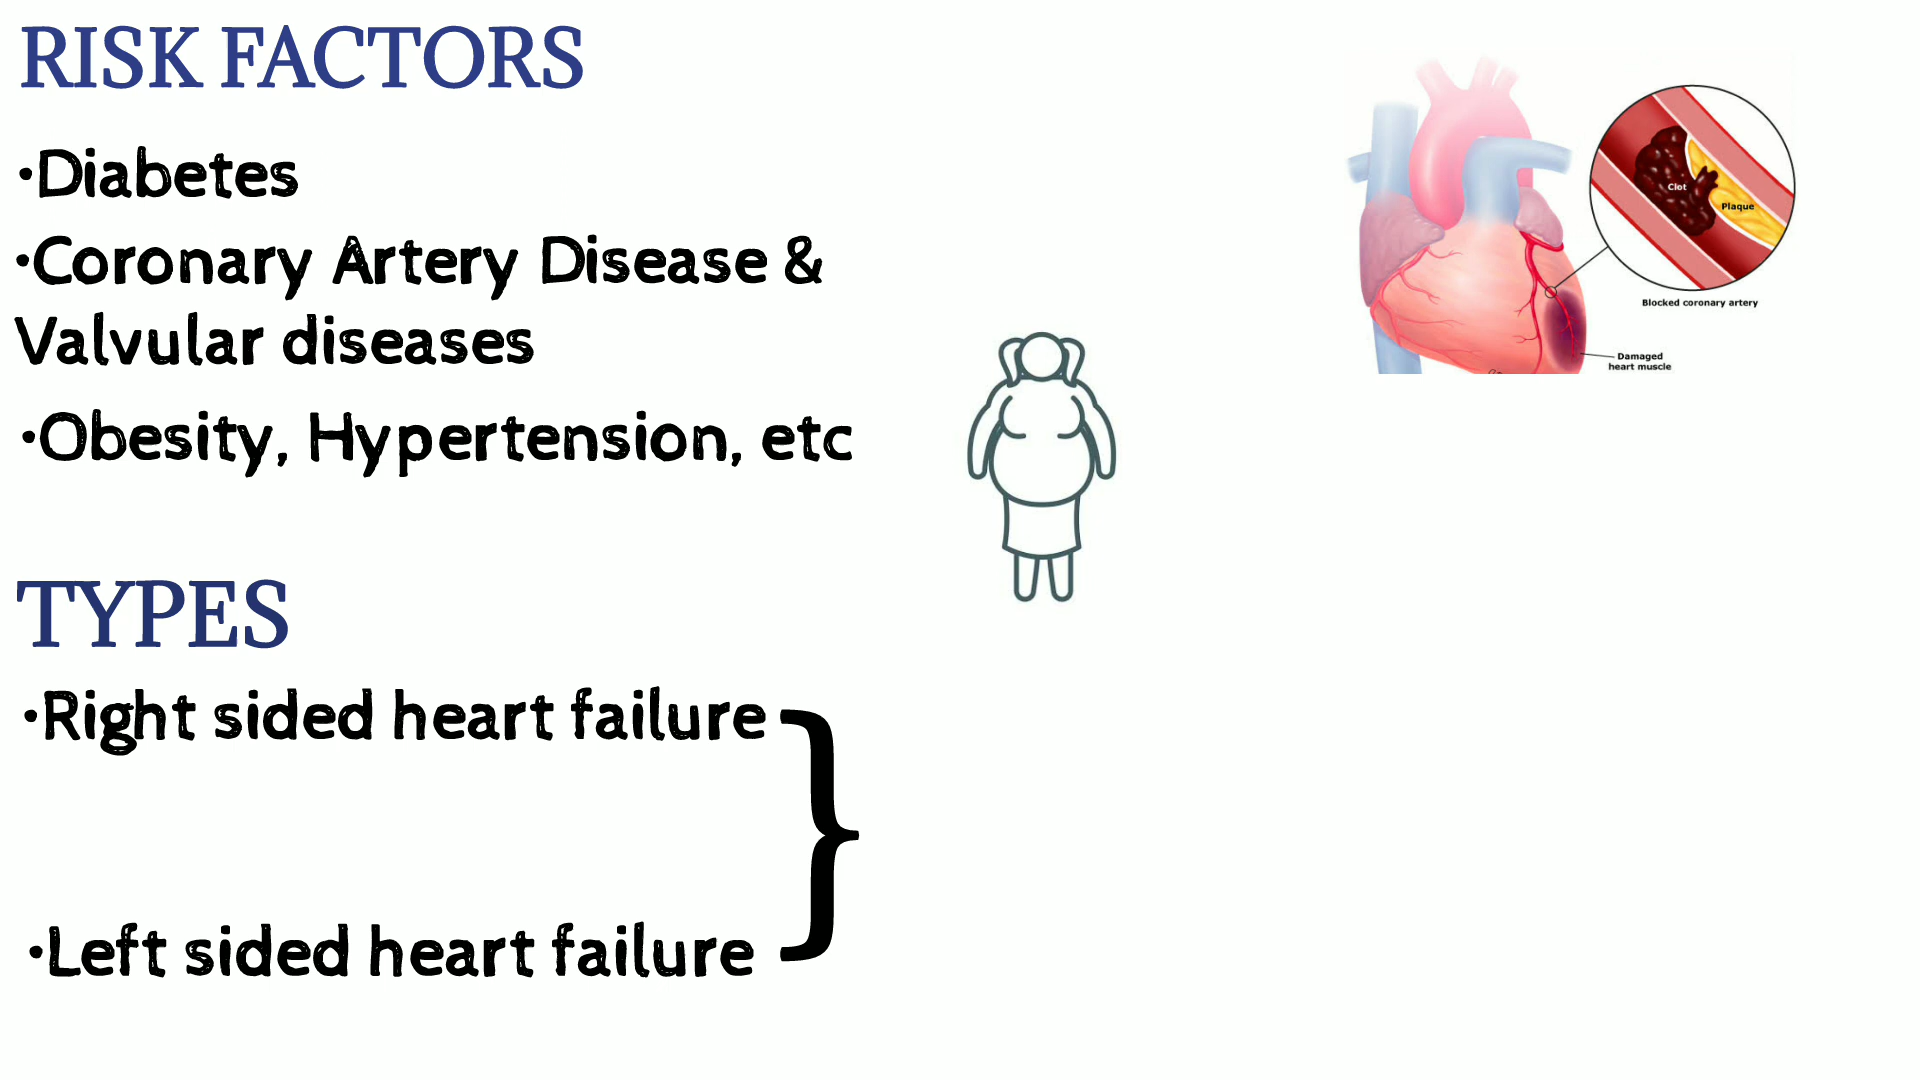 RISK FACTORS
•Diabetes
•Coronary Artery Disease &
Valvular diseases
•Obesity, Hypertension, etc
TYPES
•Right sided heart failure
•Left sided heart failure
}
Clot
Plaque
Blocked coronary artery
Damaged
heart muscle